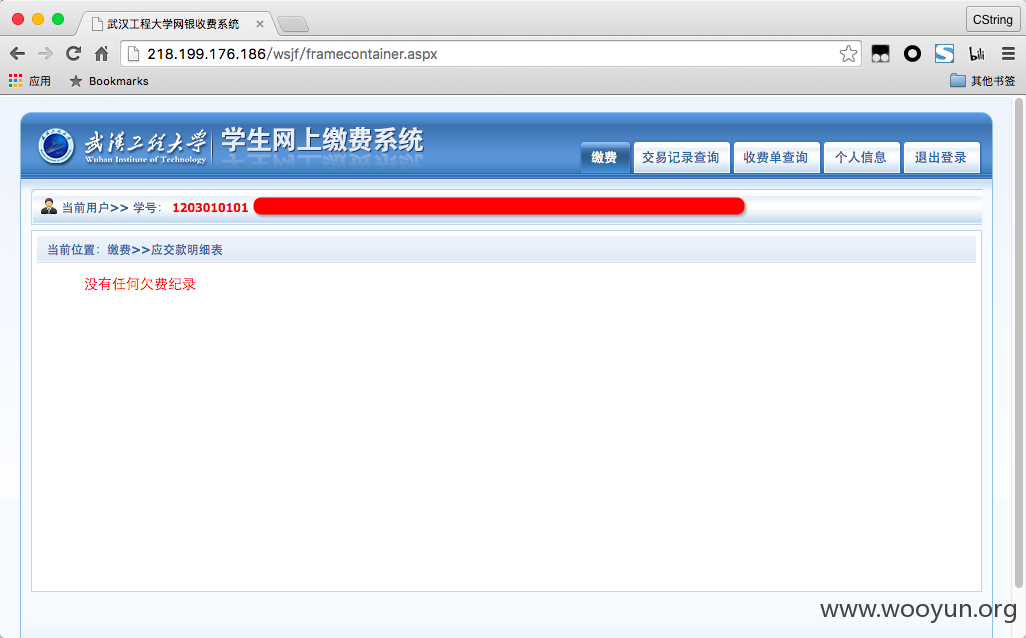 武汉工程大学网银收费系统
CString
218.199.176.186/wsjf/framecontainer.aspx
应用 Bookmarks 其他书签
武汉工程大学 学生网上缴费系统
Wuhan Institute of Technology
缴费 交易记录查询 收费单查询 个人信息 退出登录
当前用户>> 学号： 1203010101
当前位置：缴费>>应交款明细表
没有任何欠费纪录
www.wooyun.org